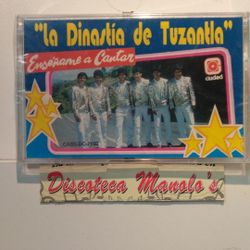 "La Dinastía de Tuzantla"
Enséñame a Cantar
ciudad
Discoteca Manolo's